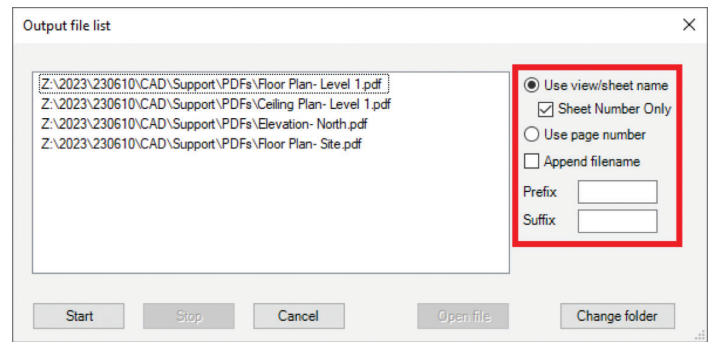 Output file list
Z:\2023\230610\CAD\Support\PDFs\Floor Plan- Level 1.pdf
Z:\2023\230610\CAD\Support\PDFs\Ceiling Plan- Level 1.pdf
Z:\2023\230610\CAD\Support\PDFs\Elevation- North.pdf
Z:\2023\230610\CAD\Support\PDFs\Floor Plan- Site.pdf
Use view/sheet name
Sheet Number Only
Use page number
Append filename
Prefix
Suffix
Start Stop Cancel Open file Change folder